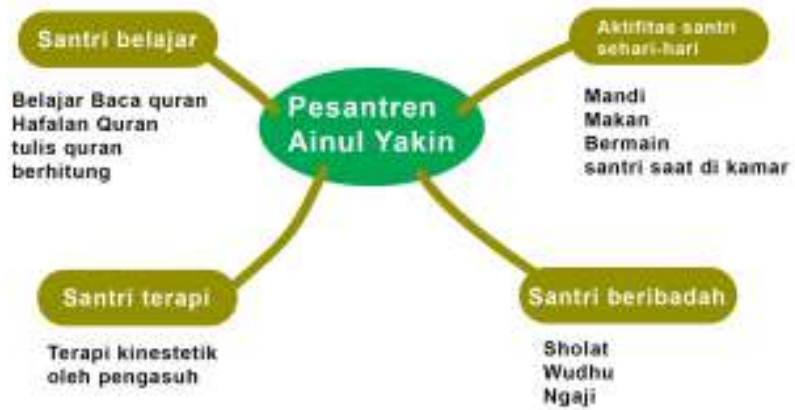 Santri belajar
Belajar Baca quran
Hafalan Quran
tulis quran
berhitung
Pesantren
Ainul Yakin
Aktifitas santri
sehari-hari
Mandi
Makan
Bermain
santri saat di kamar
Santri terapi
Terapi kinestetik
oleh pengasuh
Santri beribadah
Sholat
Wudhu
Ngaji